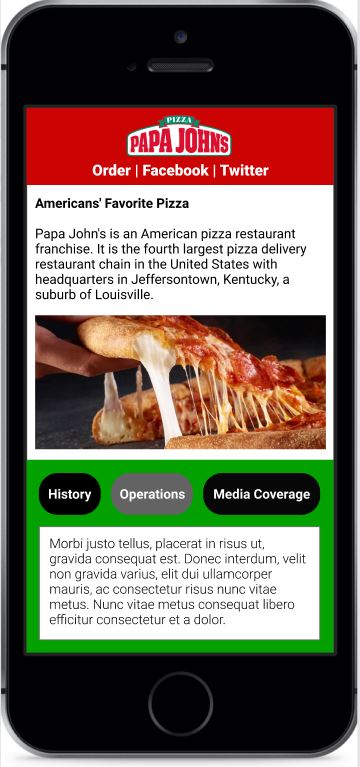 PIZZA
PAPA JOHN'S
Order | Facebook | Twitter
Americans' Favorite Pizza
Papa John's is an American pizza restaurant
franchise. It is the fourth largest pizza delivery
restaurant chain in the United States with
headquarters in Jeffersontown, Kentucky, a
suburb of Louisville.
History Operations Media Coverage
Morbi justo tellus, placerat in risus ut,
gravida consequat est. Donec interdum, velit
non gravida varius, elit dui ullamcorper
mauris, ac consectetur risus nunc vitae
metus. Nunc vitae metus consequat libero
efficitur consectetur et a dolor.